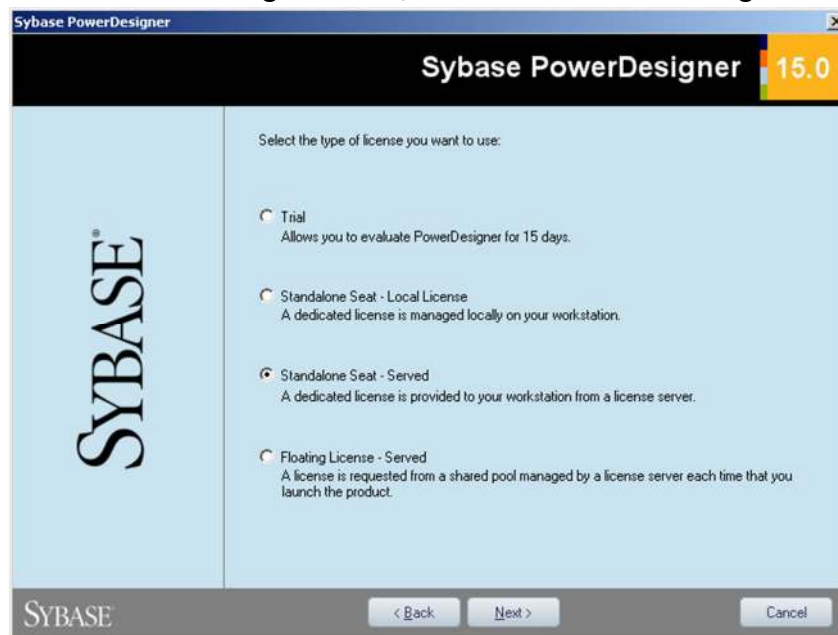 Sybase PowerDesigner
Sybase PowerDesigner 15.0
Select the type of license you want to use:
Trial
Allows you to evaluate PowerDesigner for 15 days.
Standalone Seat - Local License
A dedicated license is managed locally on your workstation.
Standalone Seat - Served
A dedicated license is provided to your workstation from a license server.
Floating License - Served
A license is requested from a shared pool managed by a license server each time that you
launch the product.
SYBASE®
SYBASE
< Back
Next >
Cancel